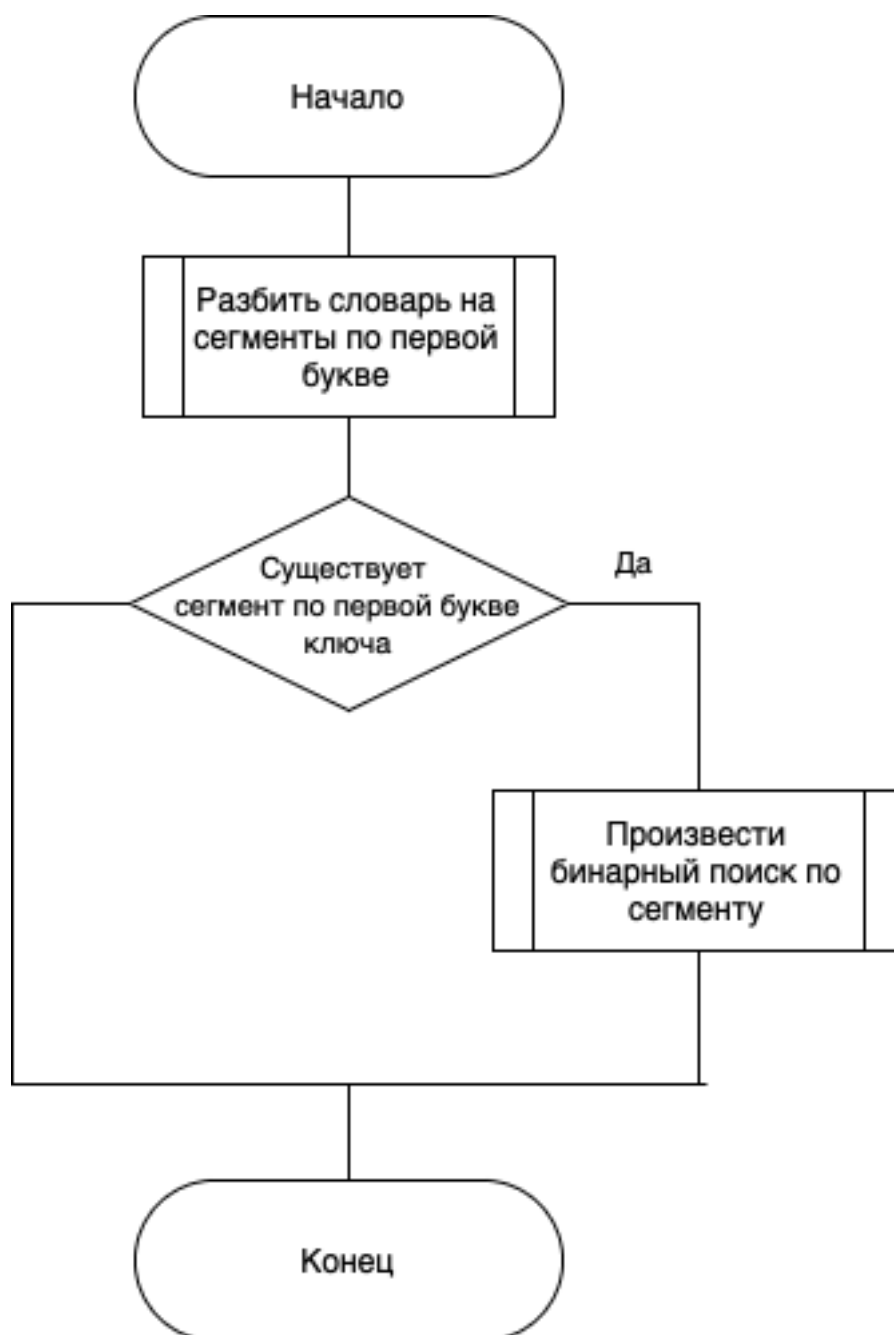 Начало
Разбить словарь на
сегменты по первой
букве
Существует
сегмент по первой букве
ключа
Да
Произвести
бинарный поиск по
сегменту
Конец